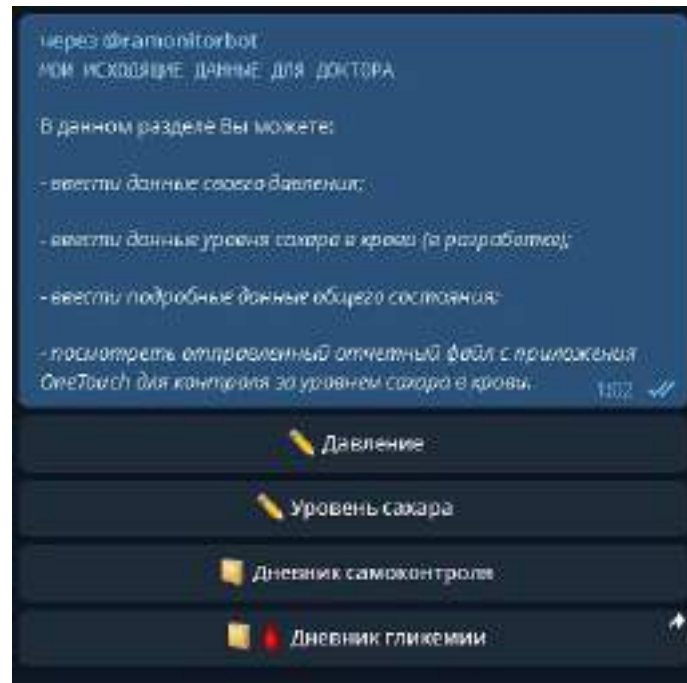 через @ramonitorbot
МОИ ИСХОДЯЩИЕ ДАННЫЕ ДЛЯ ДОКТОРА
В данном разделе Вы можете:
- ввести данные своего давления;
- ввести данные уровня сахара в крови (в разработке);
- ввести подробные данные общего состояния;
- посмотреть отправленный отчетный файл с приложения
OneTouch для контроля за уровнем сахара в крови.
1:02
✏️ Давление
✏️ Уровень сахара
Дневник самоконтроля
Дневник гликемии